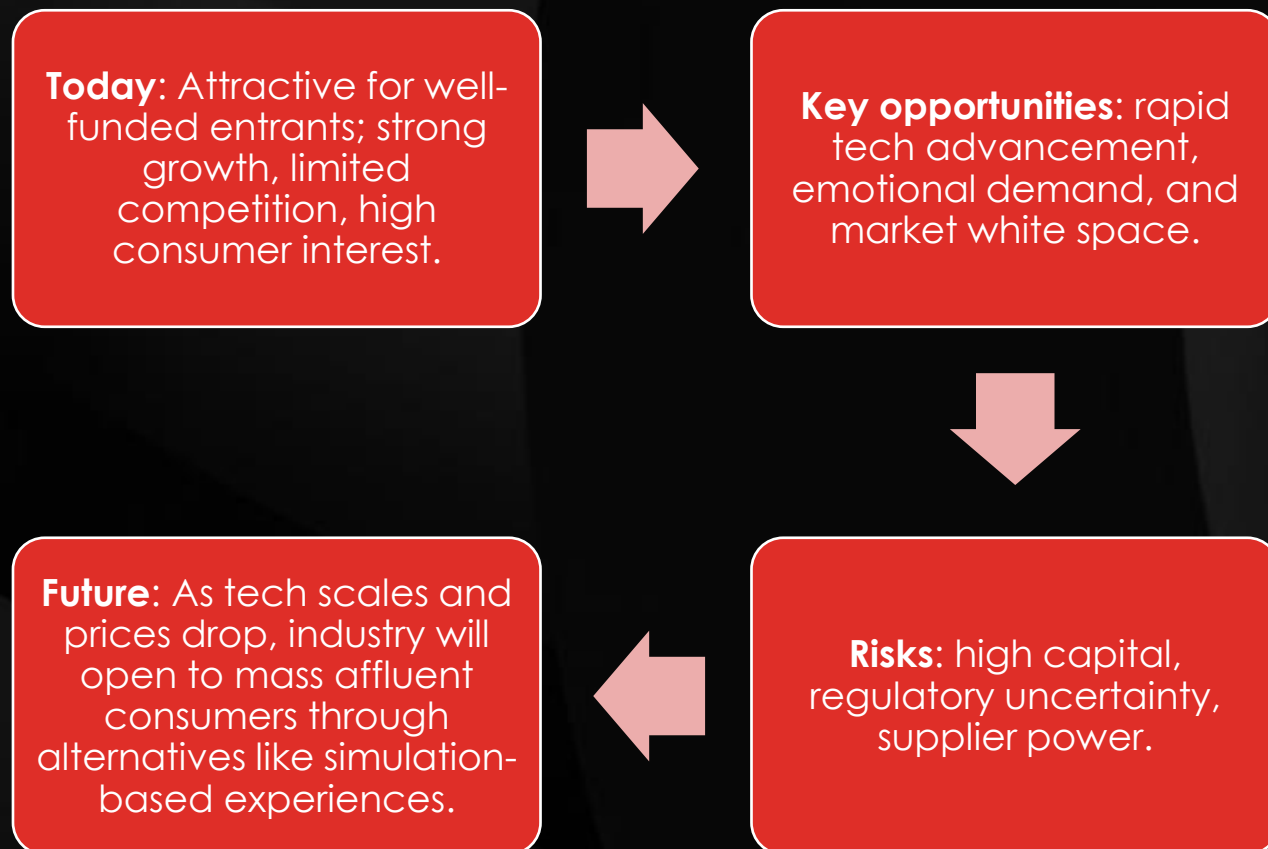 Today: Attractive for well-
funded entrants; strong
growth, limited
competition, high
consumer interest.
Key opportunities: rapid
tech advancement,
emotional demand, and
market white space.
Risks: high capital,
regulatory uncertainty,
supplier power.
Future: As tech scales and
prices drop, industry will
open to mass affluent
consumers through
alternatives like simulation-
based experiences.